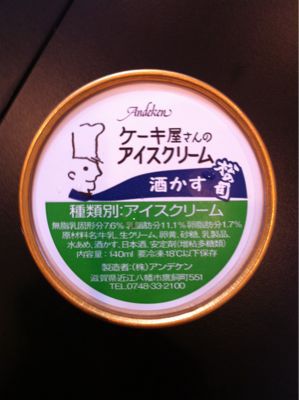 Andeken
ケーキ屋さんの
アイスクリーム
酒かす
松の司
種類別:アイスクリーム
無脂乳固形分7.6% 乳脂肪分11.1% 卵脂肪分1.7%
原材料名:牛乳、生クリーム、卵黄、砂糖、乳製品、
水あめ、酒かす、日本酒、安定剤(増粘多糖類)
内容量:140ml 要冷凍-18℃以下保存
製造者:(株)アンデケン
滋賀県近江八幡市鷹飼町551
TEL.0748-33-2100